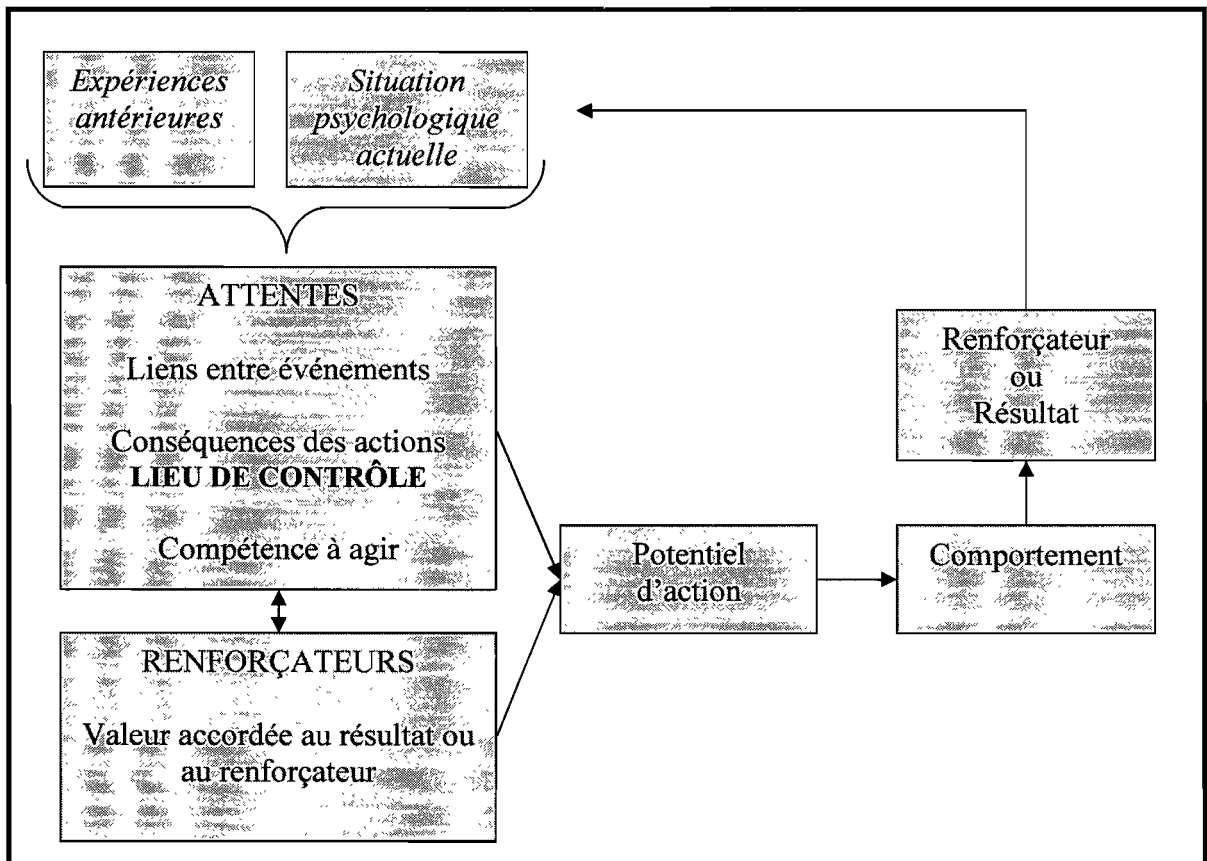 Expériences
antérieures
Situation
psychologique
actuelle
ATTENTES
Liens entre événements
Conséquences des actions
LIEU DE CONTRÔLE
Compétence à agir
RENFORÇATEURS
Valeur accordée au résultat ou
au renforçateur
Potentiel
d'action
Comportement
Renforçateur
ou
Résultat